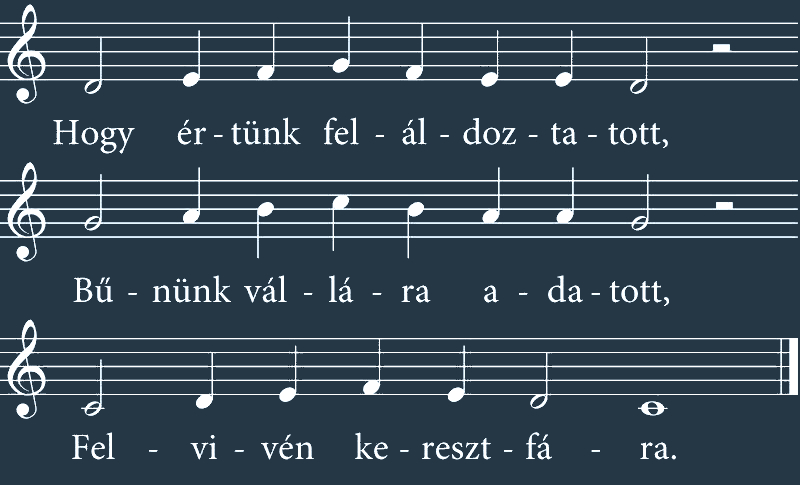 Hogy ér - tünk fel - ál - doz - ta - tott,
Bű - nünk vál - lá - ra a - da - tott,
Fel - vi - vén ke - reszt - fá - ra.